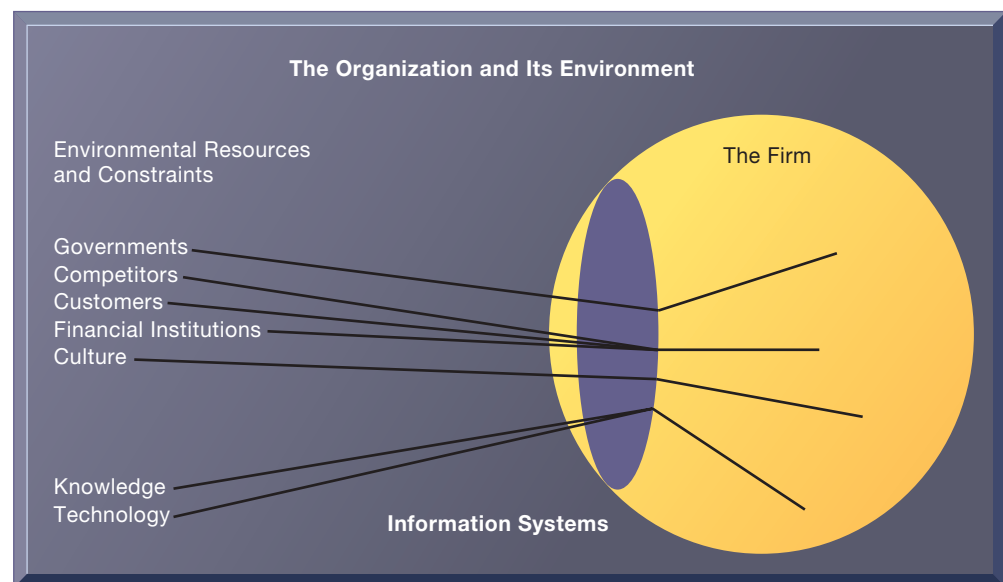 The Organization and Its Environment
Environmental Resources
and Constraints
The Firm
Governments
Competitors
Customers
Financial Institutions
Culture
Knowledge
Technology
Information Systems